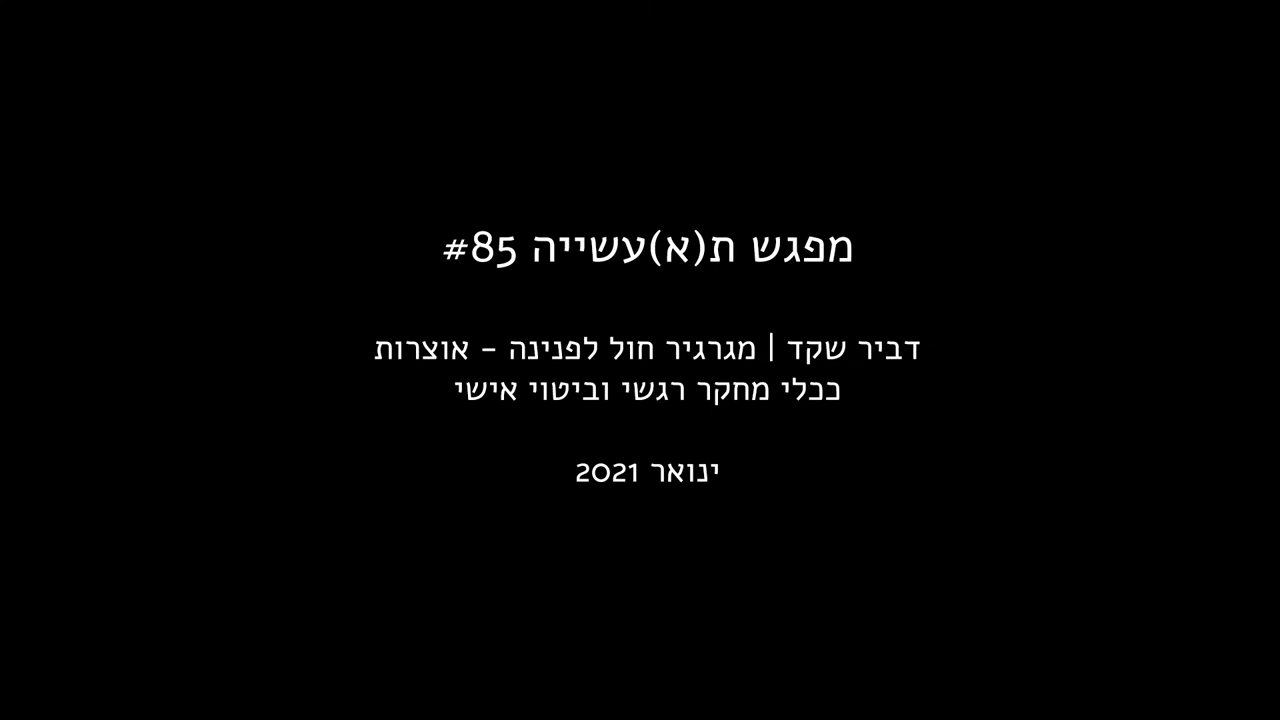 מפגש ת(א)עשייה 85#
דביר שקד | מגרגיר חול לפנינה - אוצרות
ככלי מחקר רגשי וביטוי אישי
ינואר 2021